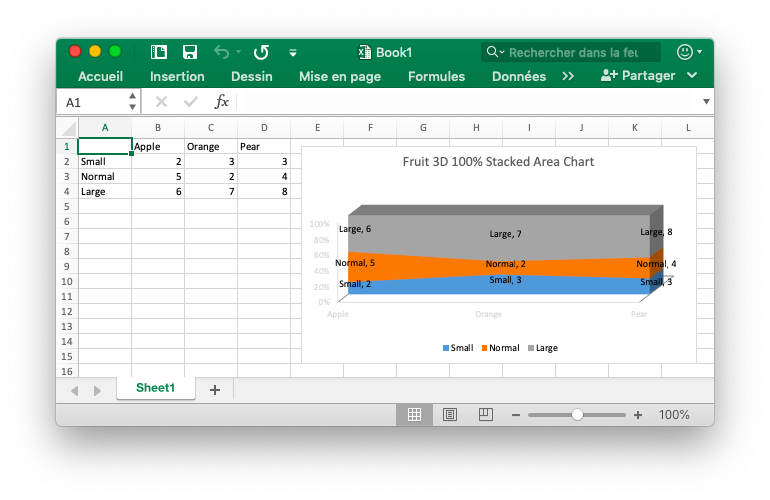 Book1
Rechercher dans la feu
Accueil Insertion Dessin Mise en page Formules Données >> Partager
A1 fx
A B C D E F G H I J K L
1 Apple Orange Pear
2 Small 2 3 3
3 Normal 5 2 4
4 Large 6 7 8
5
6
7
8
9
10
11
12
13
14
15
16
Fruit 3D 100% Stacked Area Chart
100%
80%
60%
40%
20%
0%
Large, 6 Large, 7 Large, 8
Normal, 5 Normal, 2 Normal, 4
Small, 2 Small, 3 Small, 3
Apple Orange Pear
Small Normal Large
Sheet1 +
− + 100%